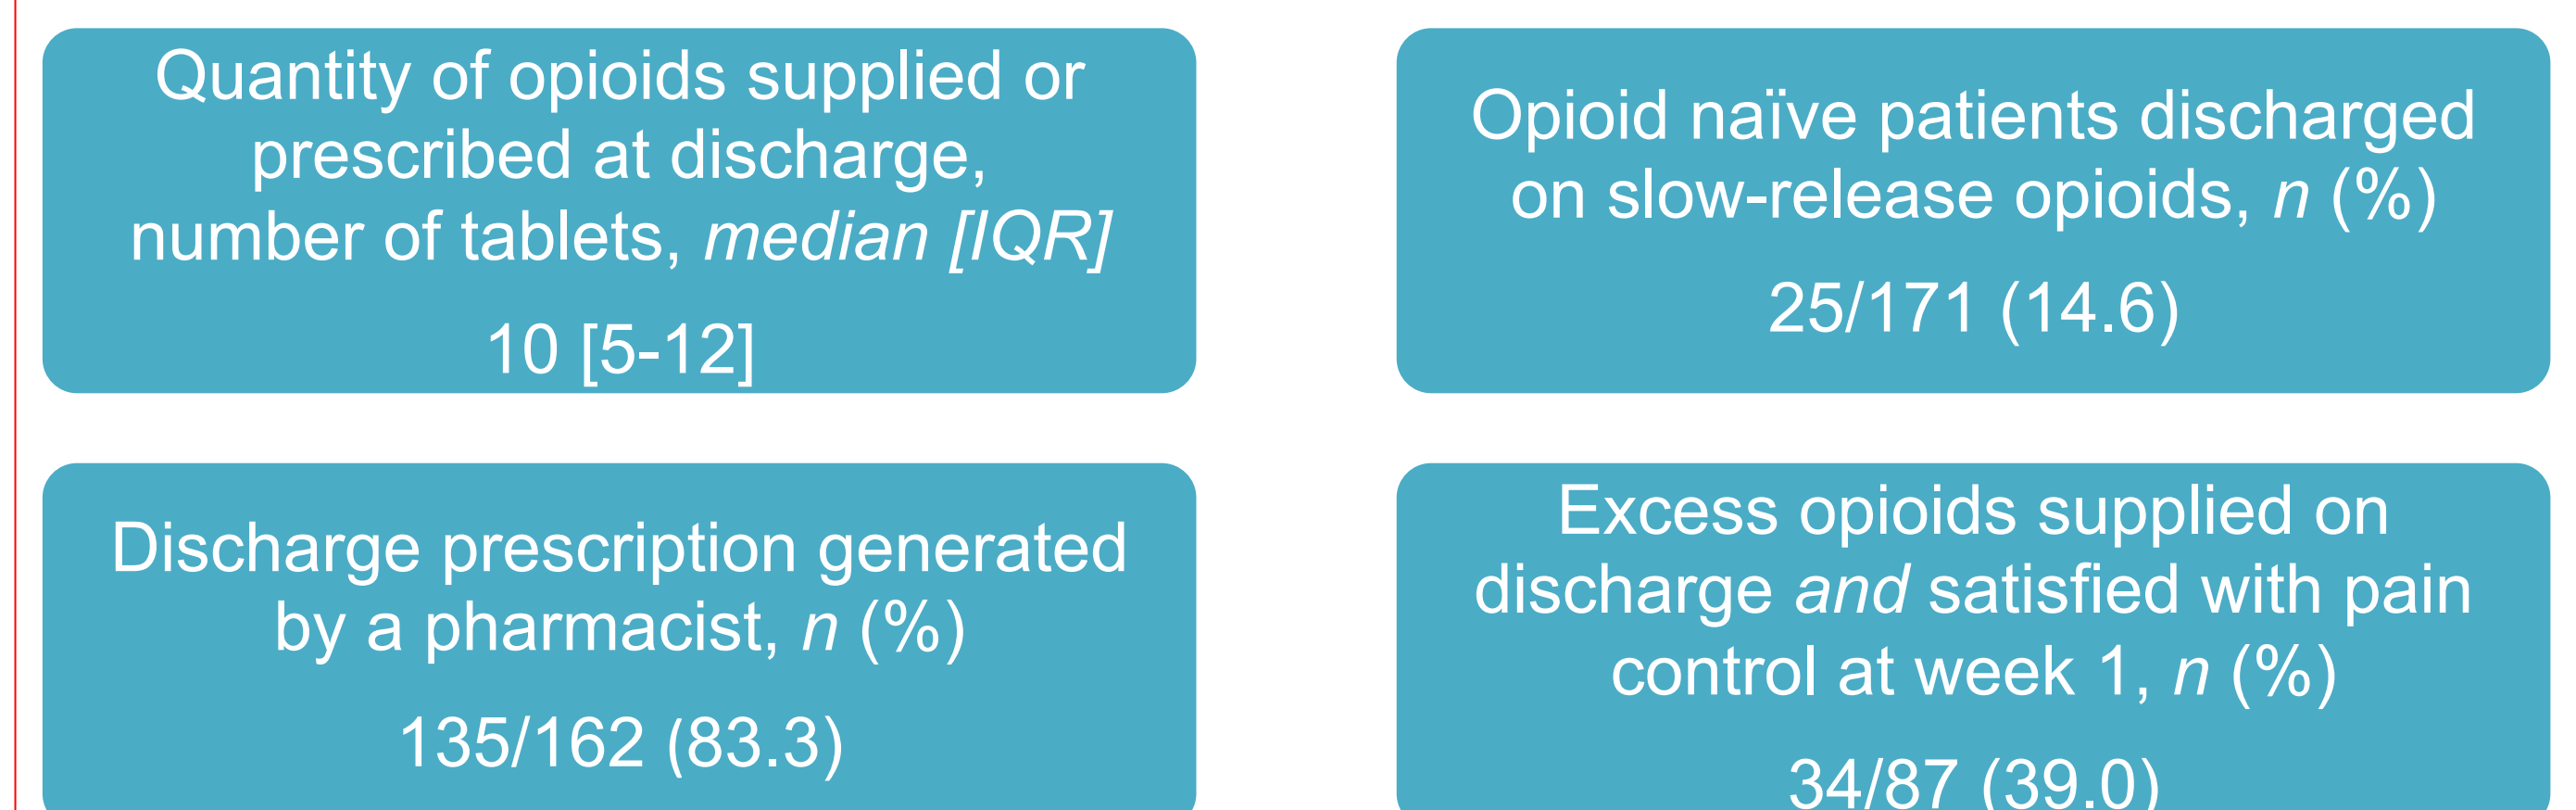 Quantity of opioids supplied or
prescribed at discharge,
number of tablets, median [IQR]
10 [5-12]
Opioid naïve patients discharged
on slow-release opioids, n (%)
25/171 (14.6)
Discharge prescription generated
by a pharmacist, n (%)
135/162 (83.3)
Excess opioids supplied on
discharge and satisfied with pain
control at week 1, n (%)
34/87 (39.0)